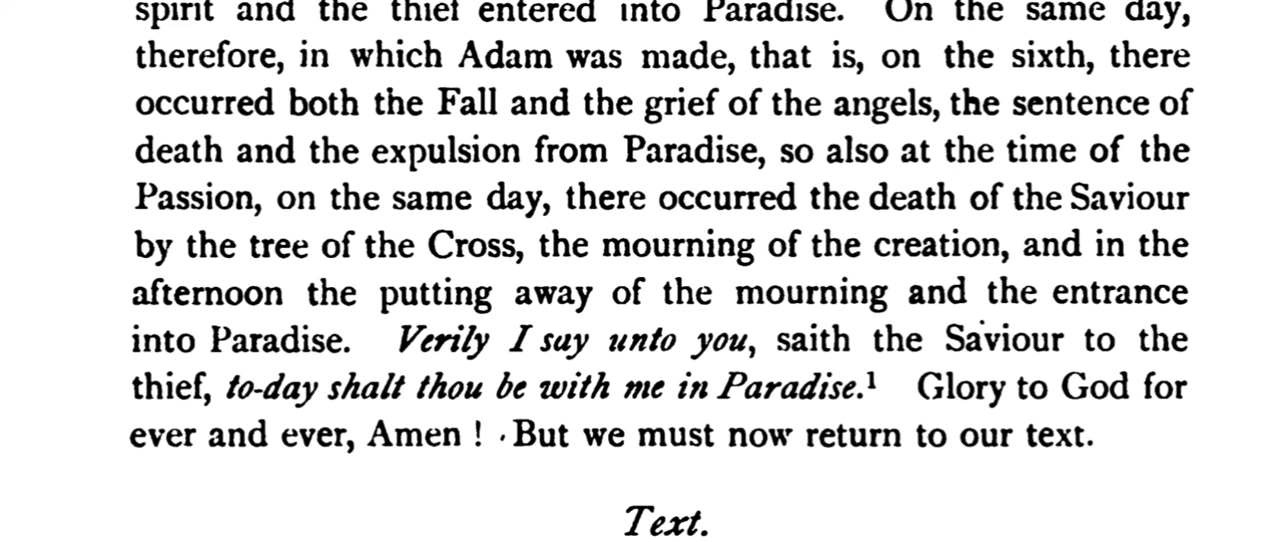 spirit and the thief entered into Paradise. On the same day,
therefore, in which Adam was made, that is, on the sixth, there
occurred both the Fall and the grief of the angels, the sentence of
death and the expulsion from Paradise, so also at the time of the
Passion, on the same day, there occurred the death of the Saviour
by the tree of the Cross, the mourning of the creation, and in the
afternoon the putting away of the mourning and the entrance
into Paradise. Verily I say unto you, saith the Saviour to the
thief, to-day shalt thou be with me in Paradise.¹ Glory to God for
ever and ever, Amen ! But we must now return to our text.
Text.